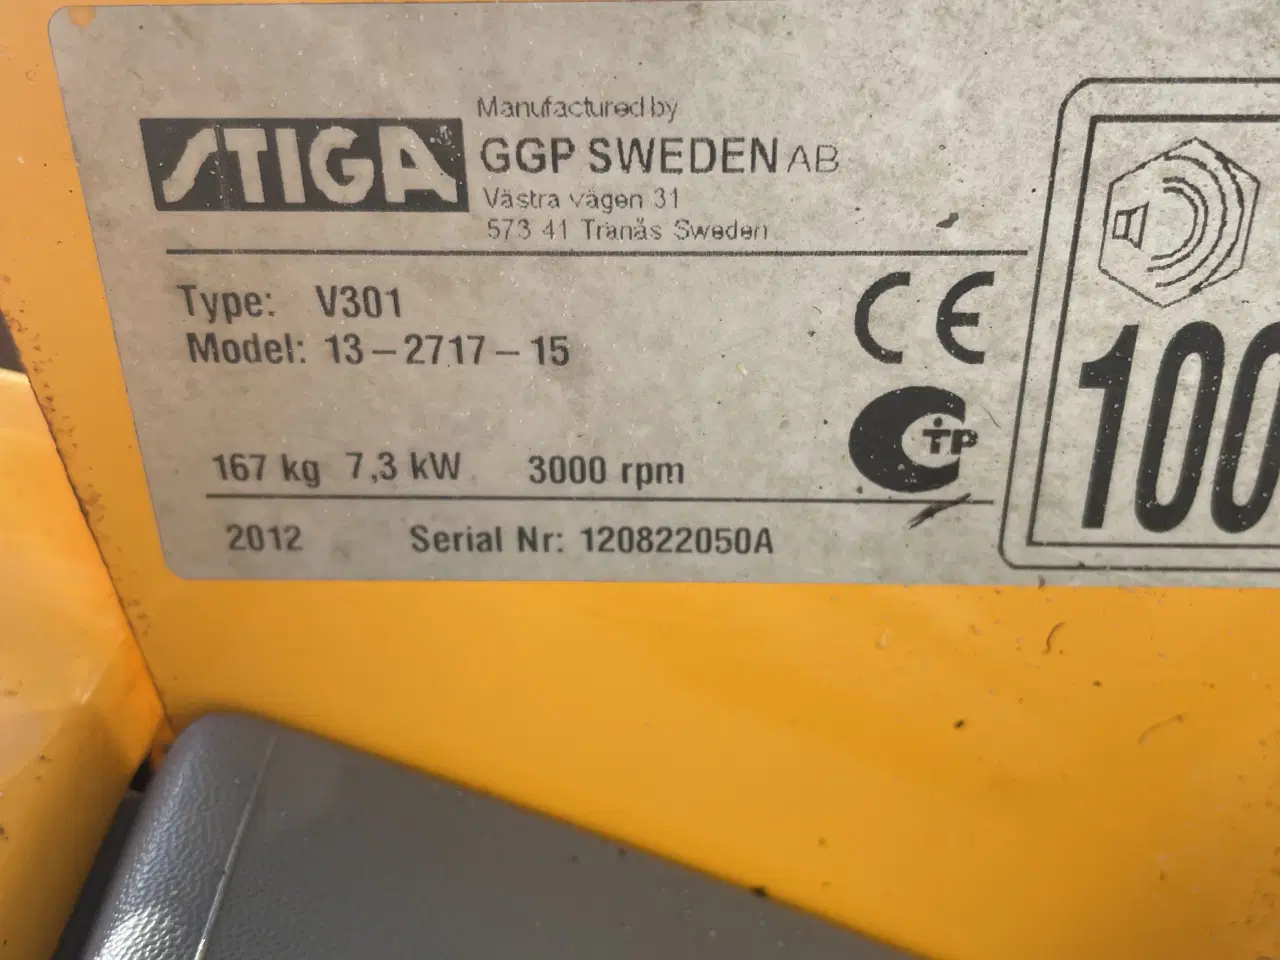 STIGA
Manufactured by
GGP SWEDEN AB
Västra vägen 31
573 41 Tranås Sweden
Type: V301
Model: 13-2717-15
CE
TP
167 kg 7,3 kW 3000 rpm
2012 Serial Nr: 120822050A
100